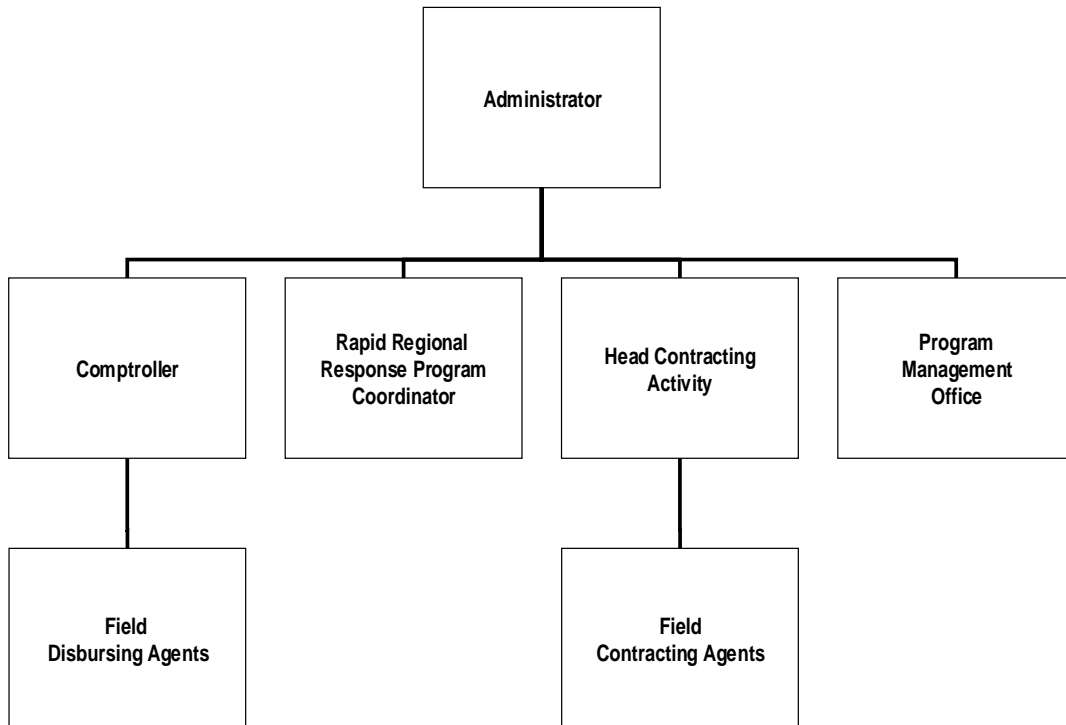 Administrator
Comptroller
Rapid Regional
Response Program
Coordinator
Head Contracting
Activity
Program
Management
Office
Field
Disbursing Agents
Field
Contracting Agents